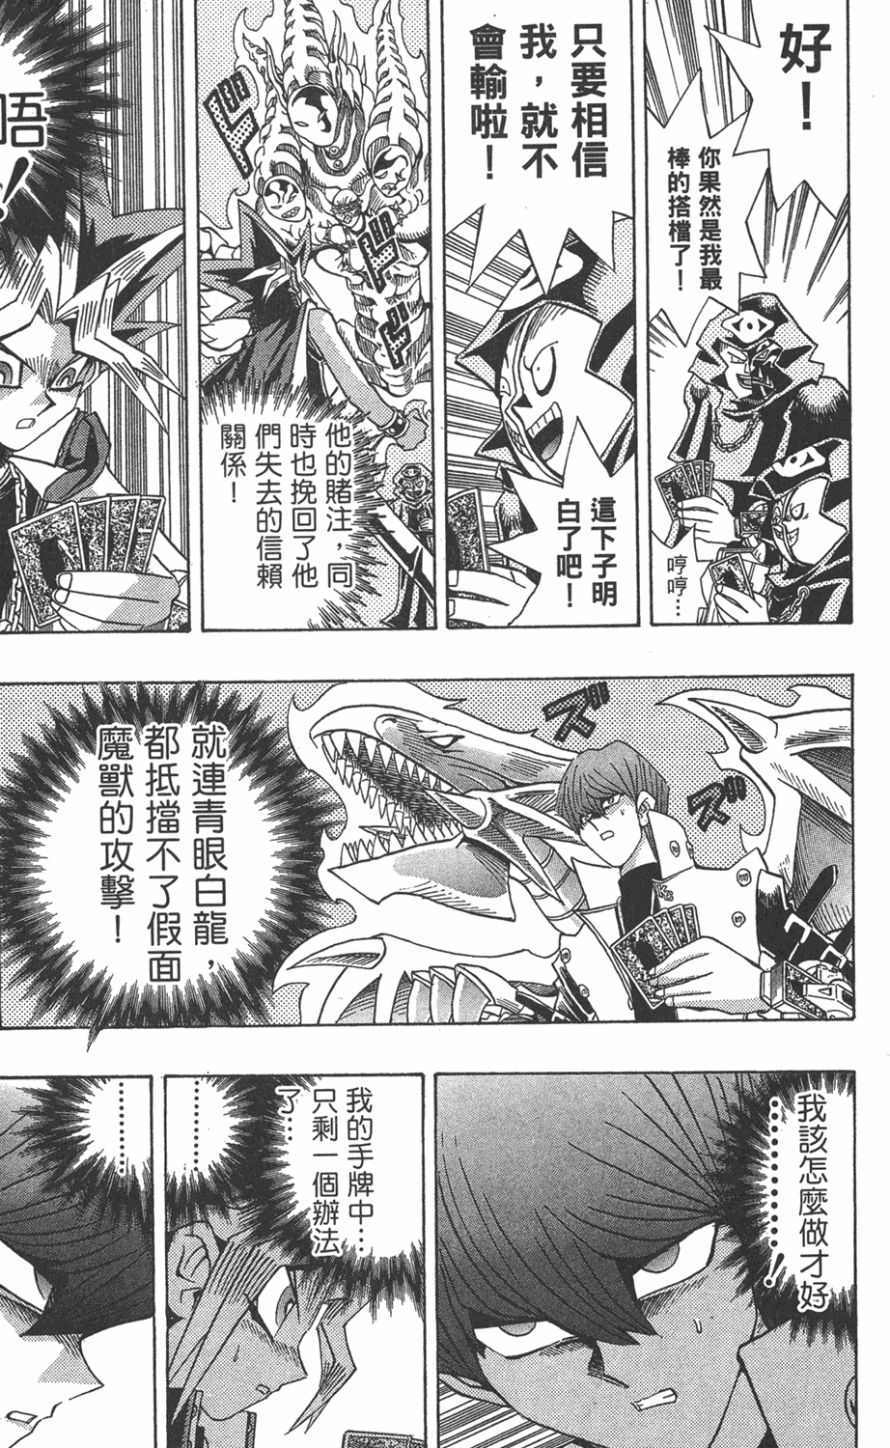 好！
你果然是我最
棒的搭檔了！
哼哼…
只要相信
我，就不
會輸啦！
這下子明
白了吧！
他的賭注，同
時也挽回了他
們失去的信賴
關係！
唔
！
就連青眼白龍，
都抵擋不了假面
魔獸的攻擊！
KC
我該怎麼做才好
…………！
我的手牌中…
只剩一個辦法
了…
………
………